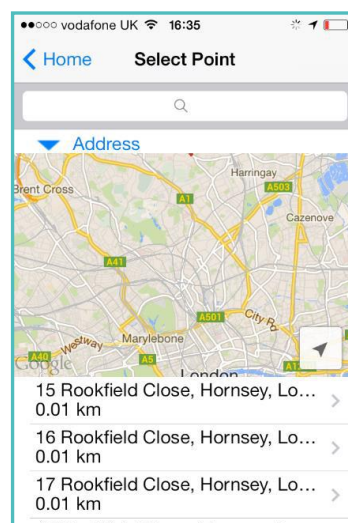 vodafone UK 16:35
Home Select Point
Address
Harringay
Brent Cross
A503
A1
Cazenove
A41
A501
City Rd
Westway
Marylebone
A40
A5
Google
London
15 Rookfield Close, Hornsey, Lo...
0.01 km
16 Rookfield Close, Hornsey, Lo...
0.01 km
17 Rookfield Close, Hornsey, Lo...
0.01 km